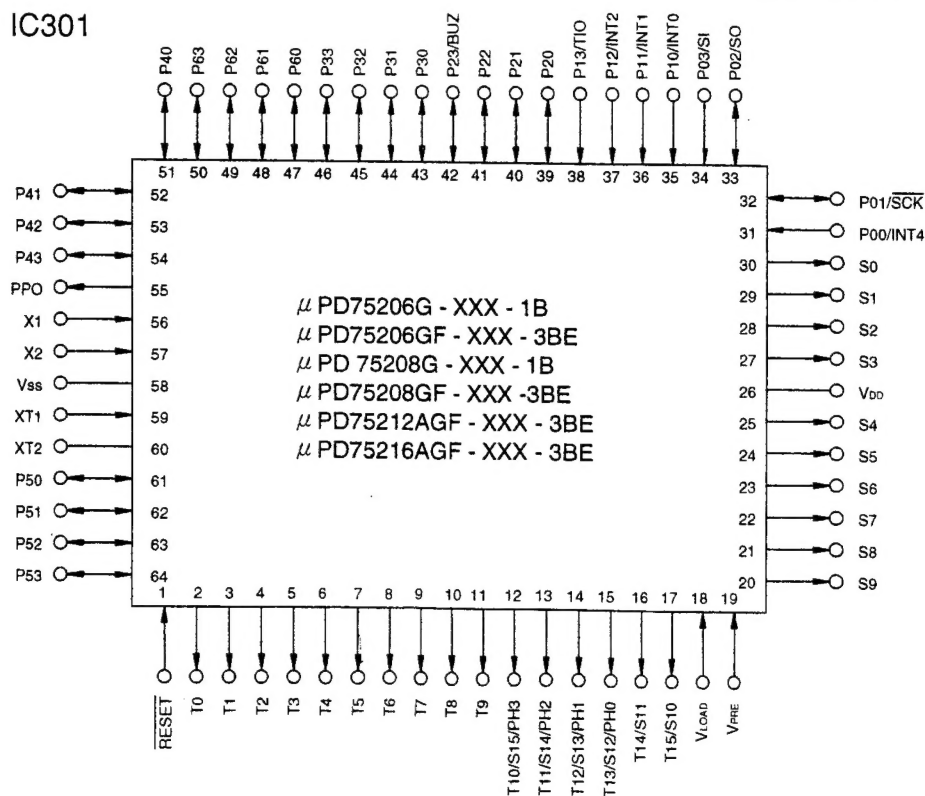 IC301
P40 P63 P62 P61 P60 P33 P32 P31 P30 P23/BUZ P22 P21 P20 P13/TIO P12/INT2 P11/INT1 P10/INT0 P03/SI P02/SO
51 50 49 48 47 46 45 44 43 42 41 40 39 38 37 36 35 34 33
P41 52
P42 53
P43 54
PPO 55
X1 56
X2 57
Vss 58
XT1 59
XT2 60
P50 61
P51 62
P52 63
P53 64
μPD75206G - XXX - 1B
μPD75206GF - XXX - 3BE
μPD 75208G - XXX - 1B
μPD75208GF - XXX -3BE
μPD75212AGF - XXX - 3BE
μPD75216AGF - XXX - 3BE
32 P01/S̅C̅K̅
31 P00/INT4
30 S0
29 S1
28 S2
27 S3
26 VDD
25 S4
24 S5
23 S6
22 S7
21 S8
20 S9
1 2 3 4 5 6 7 8 9 10 11 12 13 14 15 16 17 18 19
R̅E̅S̅E̅T̅ T0 T1 T2 T3 T4 T5 T6 T7 T8 T9 T10/S15/PH3 T11/S14/PH2 T12/S13/PH1 T13/S12/PH0 T14/S11 T15/S10 VLOAD VPRE